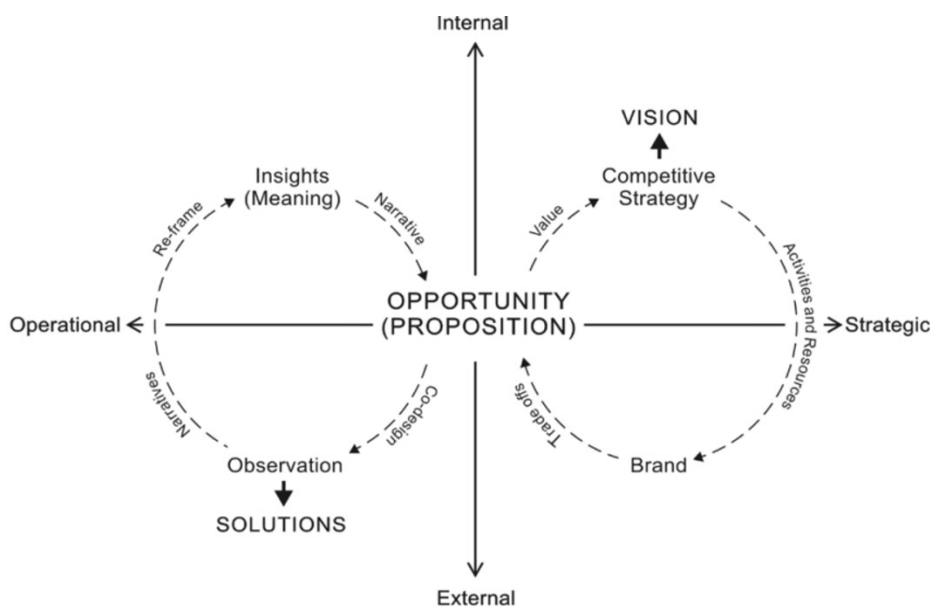 Internal
VISION
Insights
(Meaning)
Competitive
Strategy
Re-frame
Narrative
Value
Activities and Resources
OPPORTUNITY
(PROPOSITION)
Operational
Strategic
Narratives
Co-design
Trade offs
Observation
Brand
SOLUTIONS
External